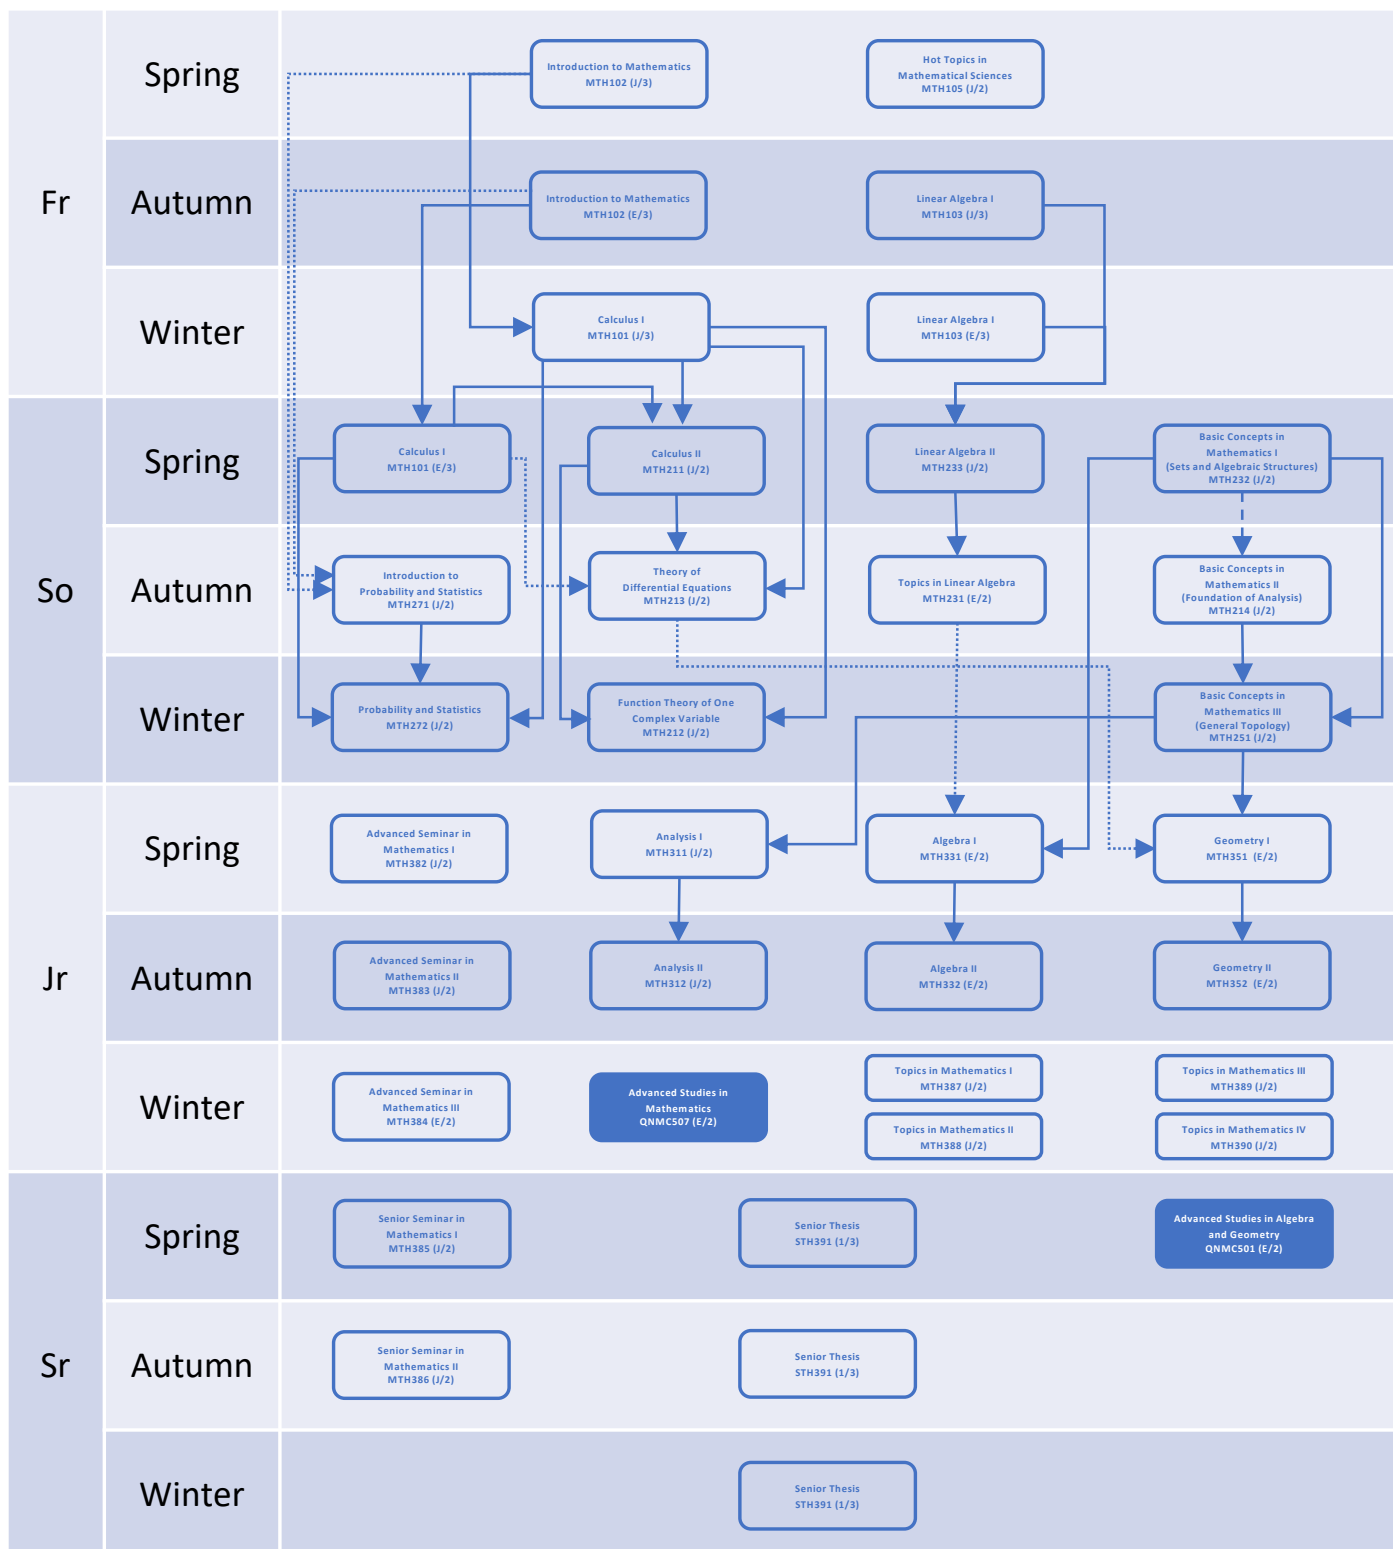 Fr
Spring
Introduction to Mathematics
MTH102 (J/3)
Hot Topics in
Mathematical Sciences
MTH105 (J/2)
Autumn
Introduction to Mathematics
MTH102 (E/3)
Linear Algebra I
MTH103 (J/3)
Winter
Calculus I
MTH101 (J/3)
Linear Algebra I
MTH103 (E/3)
So
Spring
Calculus I
MTH101 (E/3)
Calculus II
MTH211 (J/2)
Linear Algebra II
MTH233 (J/2)
Basic Concepts in
Mathematics I
(Sets and Algebraic Structures)
MTH232 (J/2)
Autumn
Introduction to
Probability and Statistics
MTH271 (J/2)
Theory of
Differential Equations
MTH213 (J/2)
Topics in Linear Algebra
MTH231 (E/2)
Basic Concepts in
Mathematics II
(Foundation of Analysis)
MTH214 (J/2)
Winter
Probability and Statistics
MTH272 (J/2)
Function Theory of One
Complex Variable
MTH212 (J/2)
Basic Concepts in
Mathematics III
(General Topology)
MTH251 (J/2)
Jr
Spring
Advanced Seminar in
Mathematics I
MTH382 (J/2)
Analysis I
MTH311 (J/2)
Algebra I
MTH331 (E/2)
Geometry I
MTH351 (E/2)
Autumn
Advanced Seminar in
Mathematics II
MTH383 (J/2)
Analysis II
MTH312 (J/2)
Algebra II
MTH332 (E/2)
Geometry II
MTH352 (E/2)
Winter
Advanced Seminar in
Mathematics III
MTH384 (E/2)
Advanced Studies in
Mathematics
QNMC507 (E/2)
Topics in Mathematics I
MTH387 (J/2)
Topics in Mathematics II
MTH388 (J/2)
Topics in Mathematics III
MTH389 (J/2)
Topics in Mathematics IV
MTH390 (J/2)
Sr
Spring
Senior Seminar in
Mathematics I
MTH385 (J/2)
Senior Thesis
STH391 (1/3)
Advanced Studies in Algebra
and Geometry
QNMC501 (E/2)
Autumn
Senior Seminar in
Mathematics II
MTH386 (J/2)
Senior Thesis
STH391 (1/3)
Winter
Senior Thesis
STH391 (1/3)